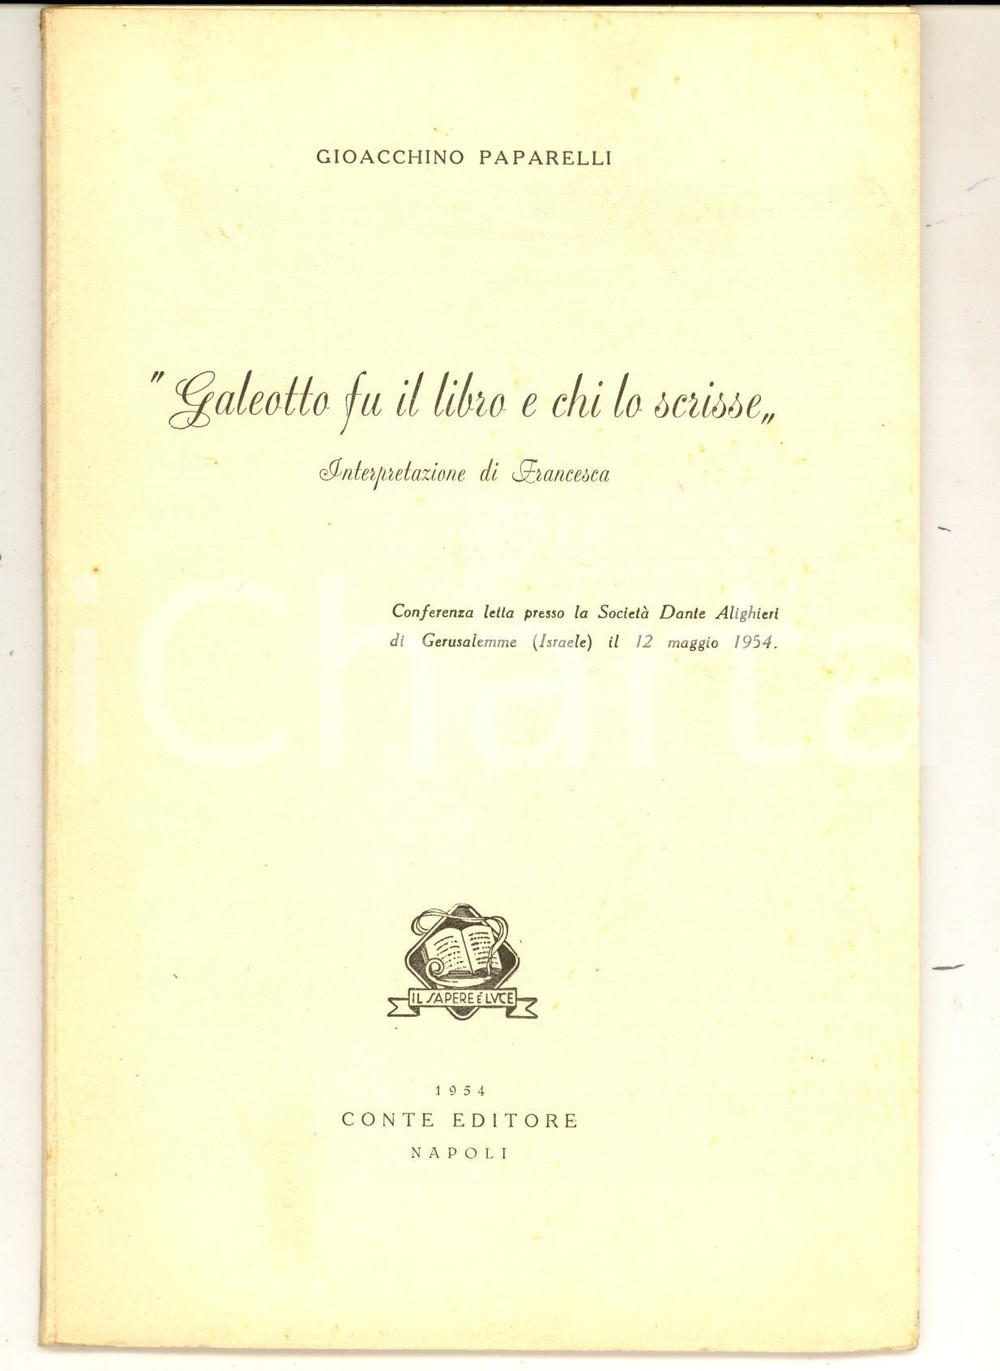 GIOACCHINO PAPARELLI
"Galeotto fu il libro e chi lo scrisse„
Interpretazione di Francesca
Conferenza letta presso la Società Dante Alighieri
di Gerusalemme (Israele) il 12 maggio 1954.
iCharta
IL SAPERE É LVCE
1954
CONTE EDITORE
NAPOLI